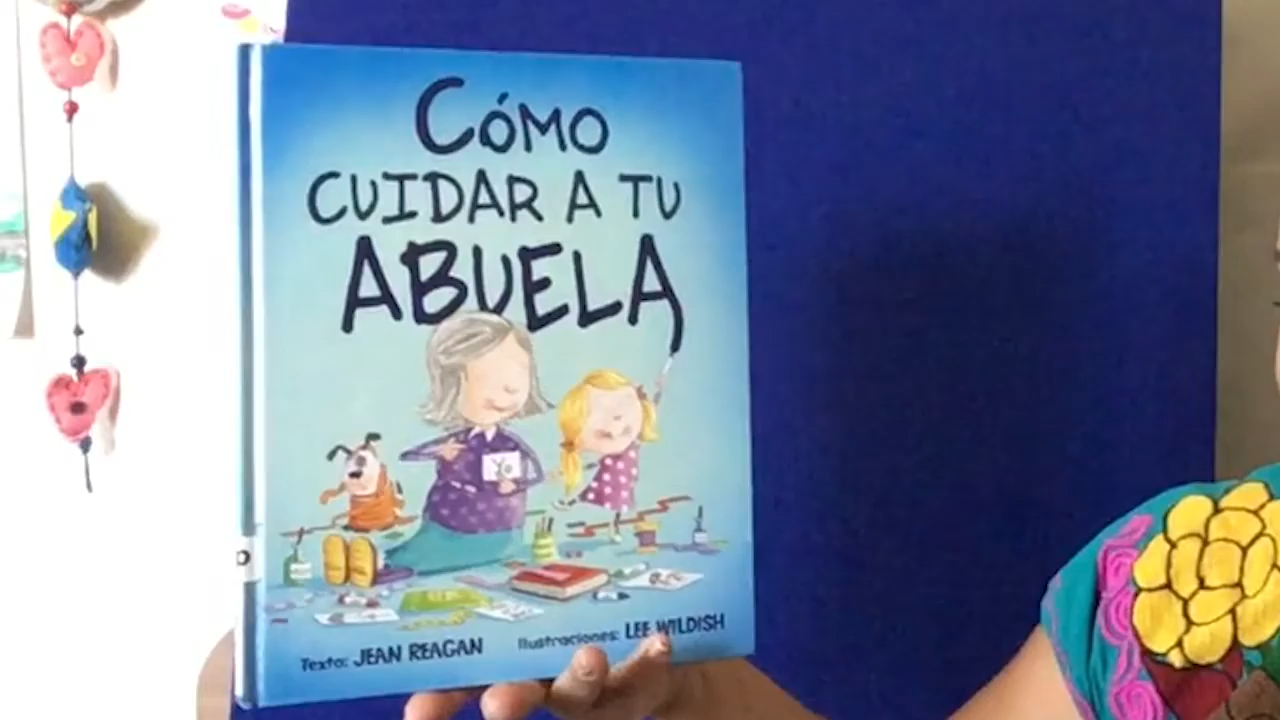 CÓMO
CUIDAR A TU
ABUELA
Texto: JEAN REAGAN
Ilustraciones: LEE WILDISH